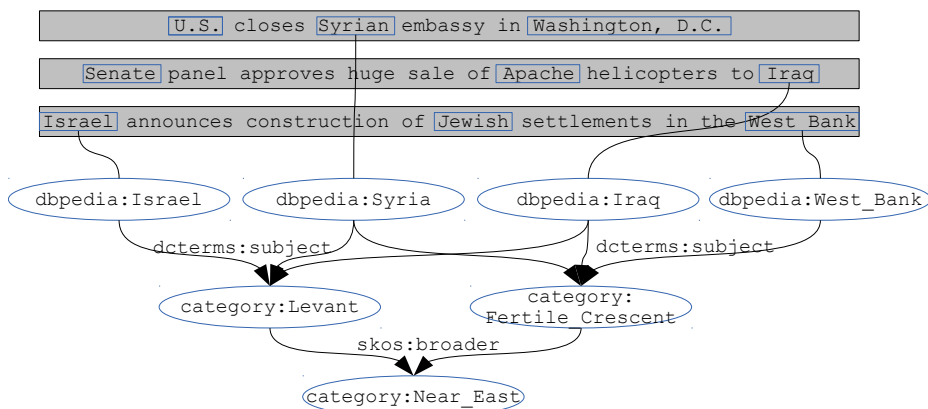 U.S. closes Syrian embassy in Washington, D.C.
Senate panel approves huge sale of Apache helicopters to Iraq
Israel announces construction of Jewish settlements in the West Bank
dbpedia:Israel
dbpedia:Syria
dbpedia:Iraq
dbpedia:West_Bank
dcterms:subject
dcterms:subject
category:Levant
category:
Fertile_Crescent
skos:broader
category:Near_East